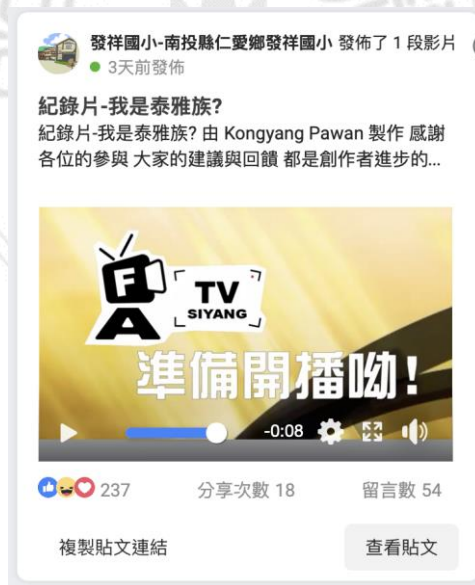 發祥國小-南投縣仁愛鄉發祥國小 發佈了 1 段影片
3天前發佈
紀錄片-我是泰雅族?
紀錄片-我是泰雅族? 由 Kongyang Pawan 製作 感謝
各位的參與 大家的建議與回饋 都是創作者進步的...
FA
TV
SIYANG
準備開播呦!
-0:08
237
分享次數 18
留言數 54
複製貼文連結
查看貼文